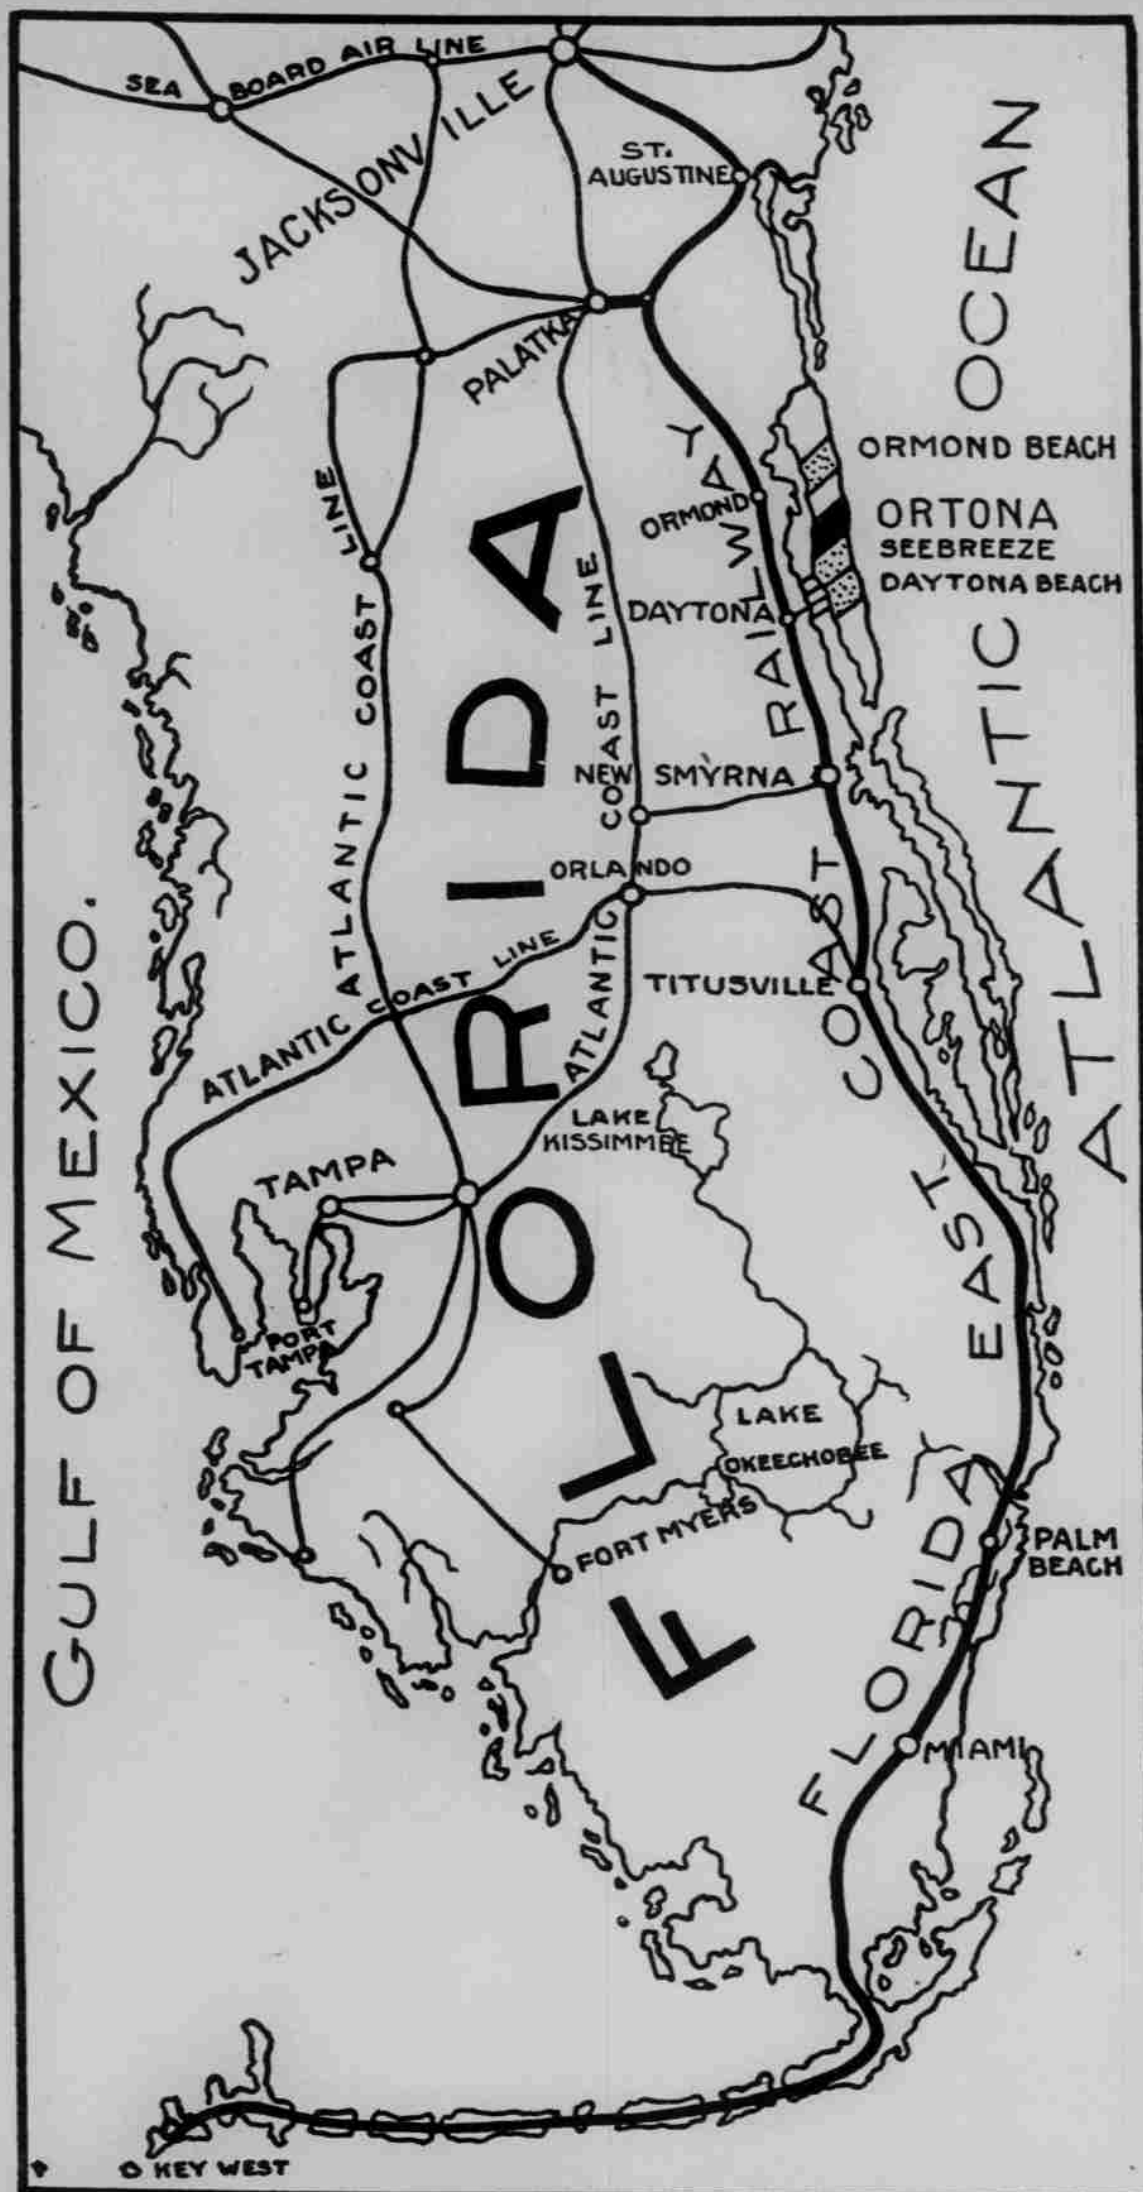 SEA BOARD AIR LINE
JACKSONVILLE
ST.
AUGUSTINE
PALATKA
ATLANTIC OCEAN
ORMOND BEACH
ORTONA
SEEBREEZE
DAYTONA BEACH
ORMOND
DAYTONA
FLORIDA EAST COAST RAILWAY
ATLANTIC COAST LINE
ATLANTIC COAST LINE
FLORIDA
NEW SMYRNA
ORLANDO
ATLANTIC COAST LINE
TITUSVILLE
GULF OF MEXICO.
LAKE
KISSIMMEE
TAMPA
PORT
TAMPA
LAKE
OKEECHOBEE
FORT MYERS
PALM
BEACH
MIAMI
KEY WEST